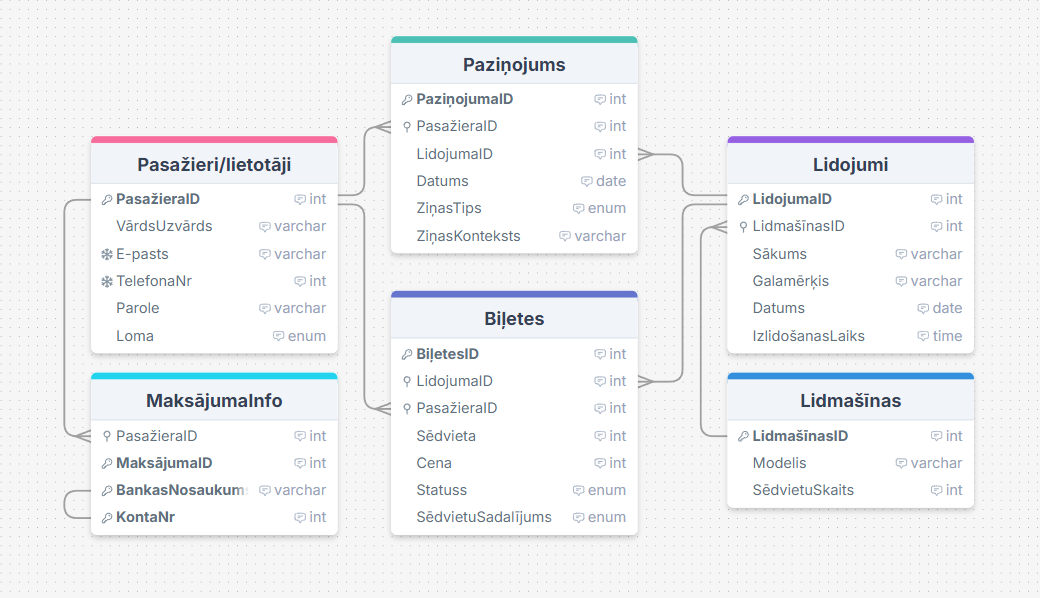 Paziņojums
PaziņojumaID int
PasažieraID int
LidojumaID int
Datums date
ZiņasTips enum
ZiņasKonteksts varchar
Pasažieri/lietotāji
PasažieraID int
VārdsUzvārds varchar
E-pasts varchar
TelefonaNr int
Parole varchar
Loma enum
Lidojumi
LidojumaID int
LidmašīnasID int
Sākums varchar
Galamērķis varchar
Datums date
IzlidošanasLaiks time
Biļetes
BiļetesID int
LidojumaID int
PasažieraID int
Sēdvieta int
Cena int
Statuss enum
SēdvietuSadalījums enum
MaksājumaInfo
PasažieraID int
MaksājumaID int
BankasNosaukum varchar
KontaNr int
Lidmašīnas
LidmašīnasID int
Modelis varchar
SēdvietuSkaits int